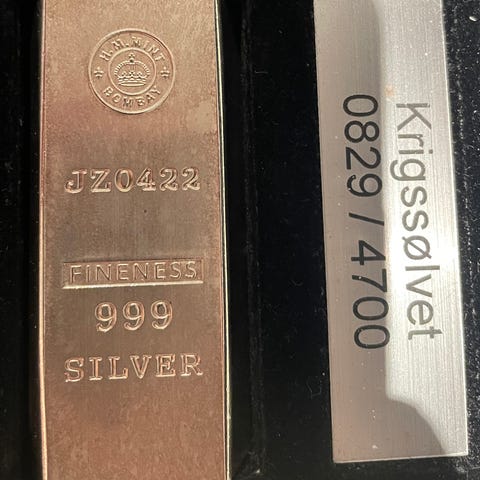 H.M. MINT
BOMBAY
JZ0422
FINENESS
999
SILVER
Krigssølvet
0829 / 4700